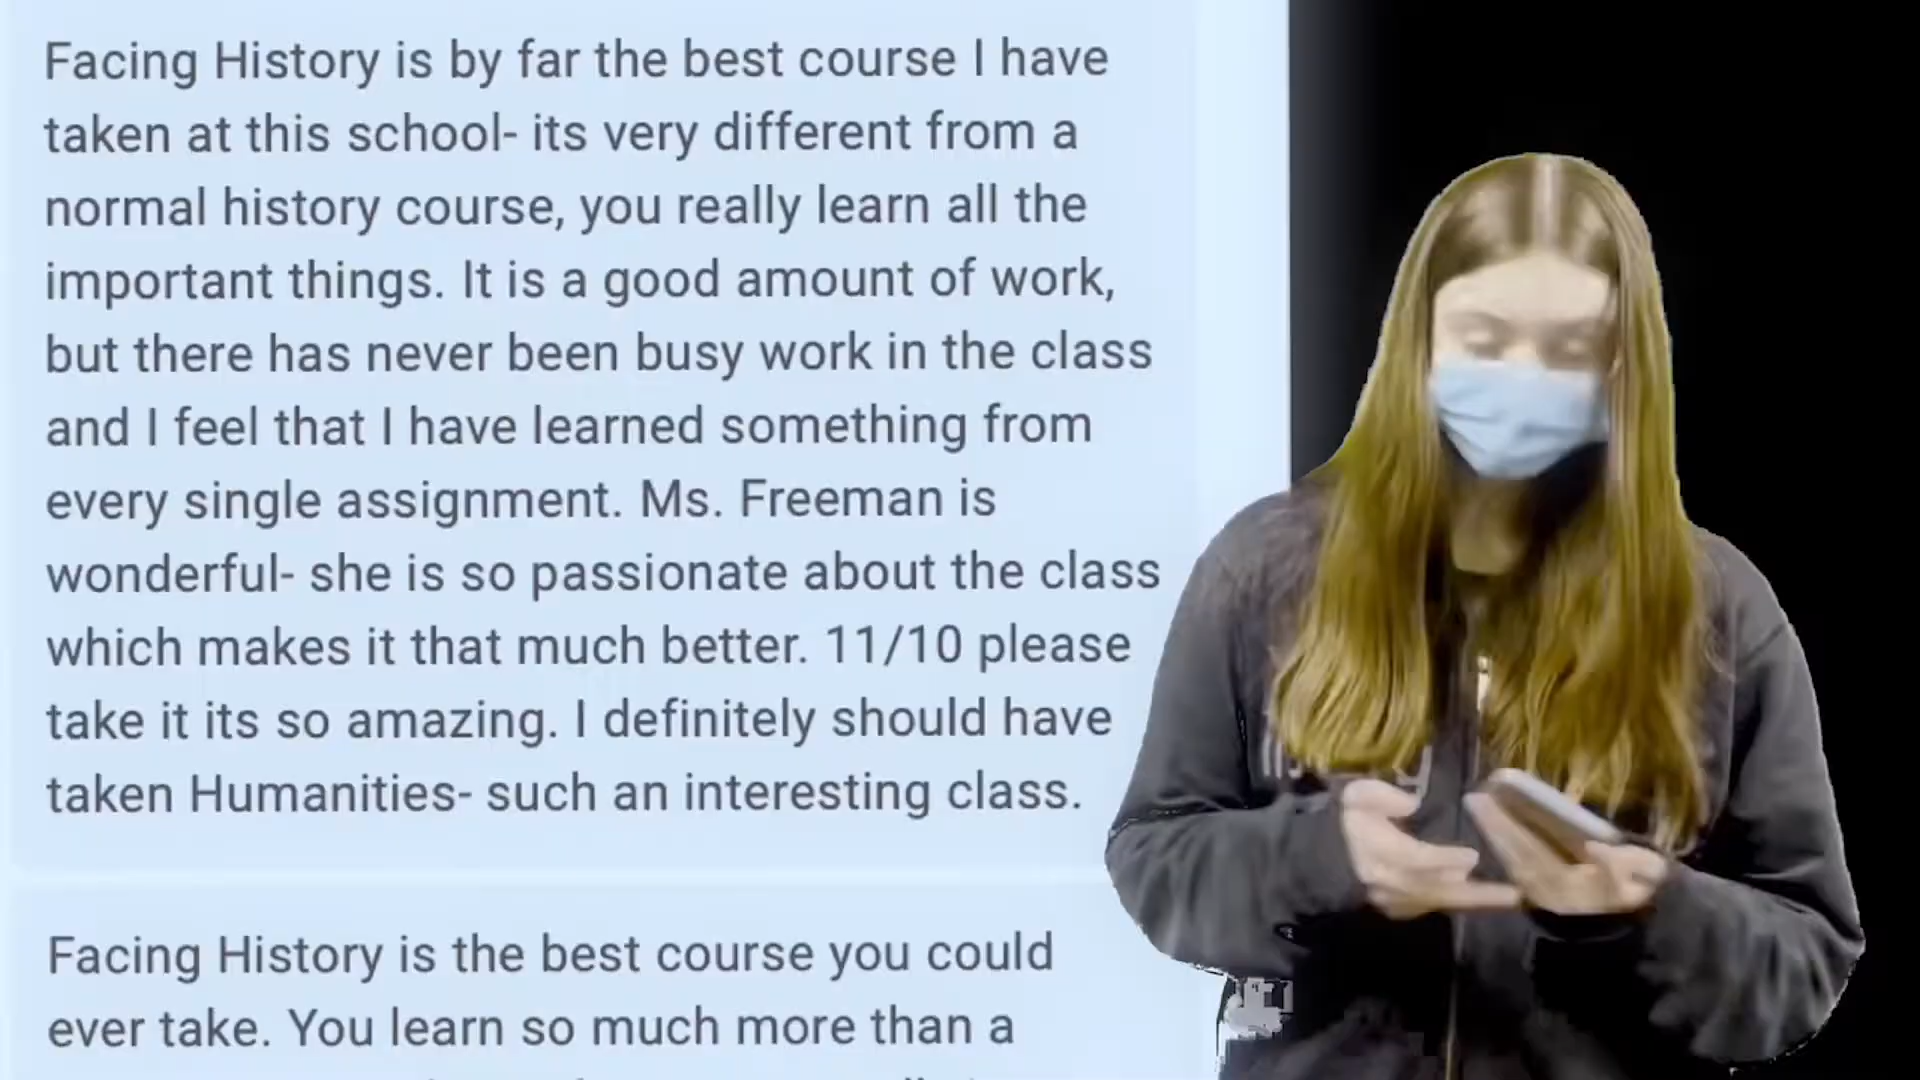 Facing History is by far the best course I have
taken at this school- its very different from a
normal history course, you really learn all the
important things. It is a good amount of work,
but there has never been busy work in the class
and I feel that I have learned something from
every single assignment. Ms. Freeman is
wonderful- she is so passionate about the class
which makes it that much better. 11/10 please
take it its so amazing. I definitely should have
taken Humanities- such an interesting class.
Facing History is the best course you could
ever take. You learn so much more than a